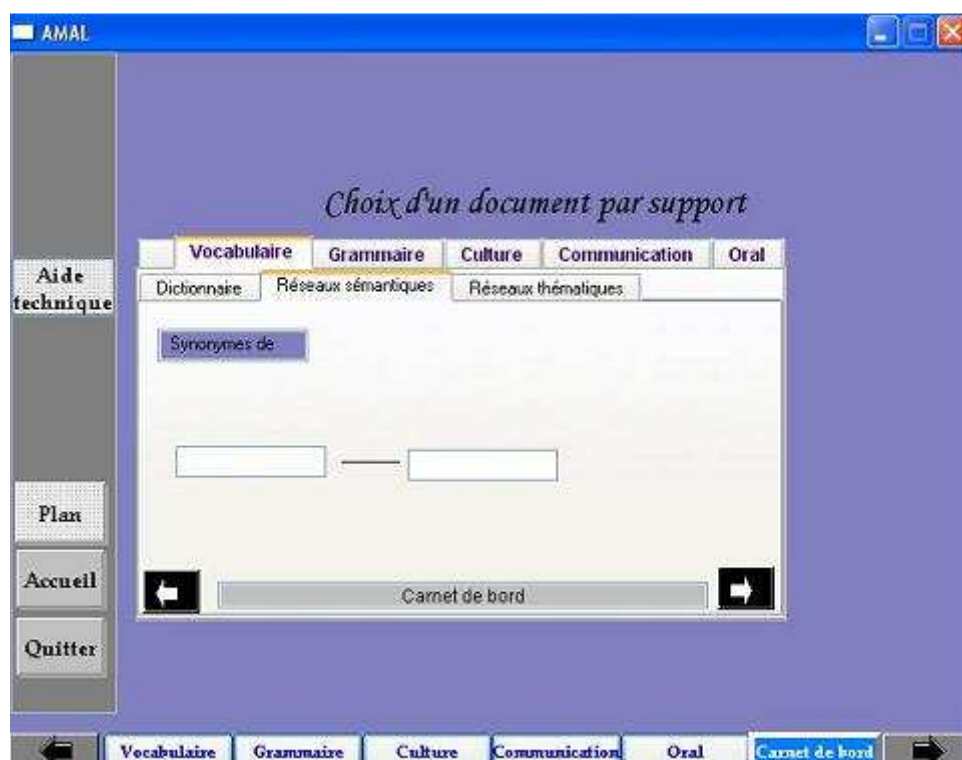 AMAL
Choix d'un document par support
Vocabulaire Grammaire Culture Communication Oral
Dictionnaire Réseaux sémantiques Réseaux thématiques
Aide
technique
Synonymes de
Plan
Accueil
Carnet de bord
Quitter
Vocabulaire Grammaire Culture Communication Oral Carnet de bord